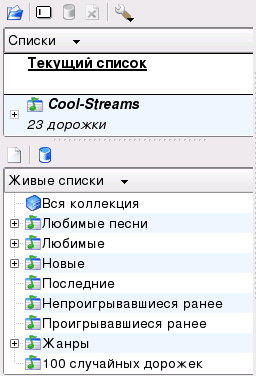 Списки
Текущий список
Cool-Streams
23 дорожки
Живые списки
Вся коллекция
Любимые песни
Любимые
Новые
Последние
Непроигрывавшиеся ранее
Проигрывавшиеся ранее
Жанры
100 случайных дорожек